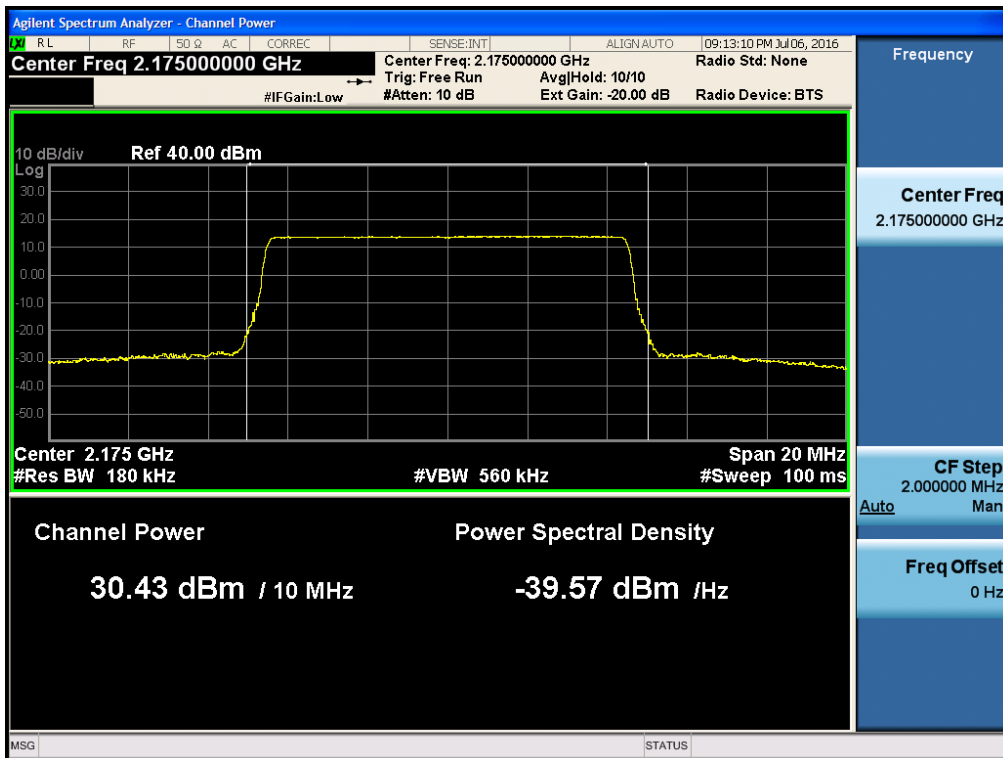 Agilent Spectrum Analyzer - Channel Power
LXI RL RF 50 Ω AC CORREC SENSE:INT ALIGN AUTO 09:13:10 PM Jul 06, 2016
Center Freq 2.175000000 GHz
Center Freq: 2.175000000 GHz Radio Std: None
Trig: Free Run Avg|Hold: 10/10
#IFGain:Low #Atten: 10 dB Ext Gain: -20.00 dB Radio Device: BTS
10 dB/div Ref 40.00 dBm
Log
30.0
20.0
10.0
0.00
-10.0
-20.0
-30.0
-40.0
-50.0
Center 2.175 GHz Span 20 MHz
#Res BW 180 kHz #VBW 560 kHz #Sweep 100 ms
Channel Power Power Spectral Density
30.43 dBm / 10 MHz -39.57 dBm /Hz
MSG STATUS
Frequency
Center Freq
2.175000000 GHz
CF Step
2.000000 MHz
Auto Man
Freq Offset
0 Hz